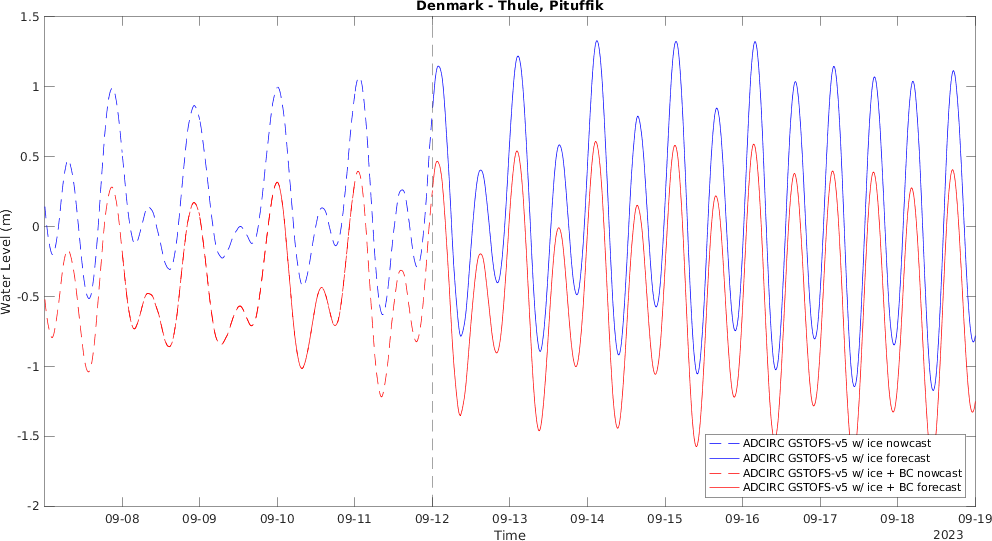 Denmark - Thule, Pituffik
1.5
1
0.5
0
-0.5
-1
-1.5
-2
Water Level (m)
ADCIRC GSTOFS-v5 w/ ice nowcast
ADCIRC GSTOFS-v5 w/ ice forecast
ADCIRC GSTOFS-v5 w/ ice + BC nowcast
ADCIRC GSTOFS-v5 w/ ice + BC forecast
09-08 09-09 09-10 09-11 09-12 09-13 09-14 09-15 09-16 09-17 09-18 09-19
Time
2023